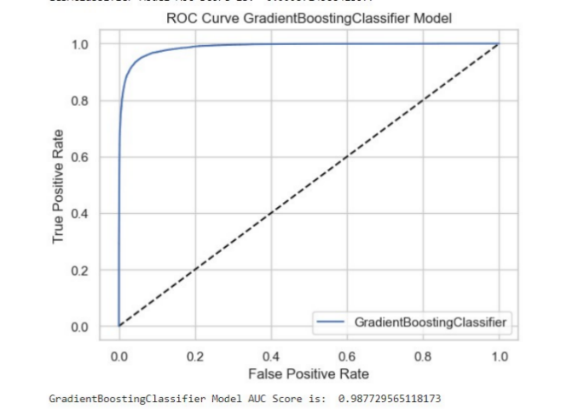 ROC Curve GradientBoostingClassifier Model
1.0
0.8
0.6
0.4
0.2
0.0
True Positive Rate
GradientBoostingClassifier
0.0 0.2 0.4 0.6 0.8 1.0
False Positive Rate
GradientBoostingClassifier Model AUC Score is: 0.987729565118173